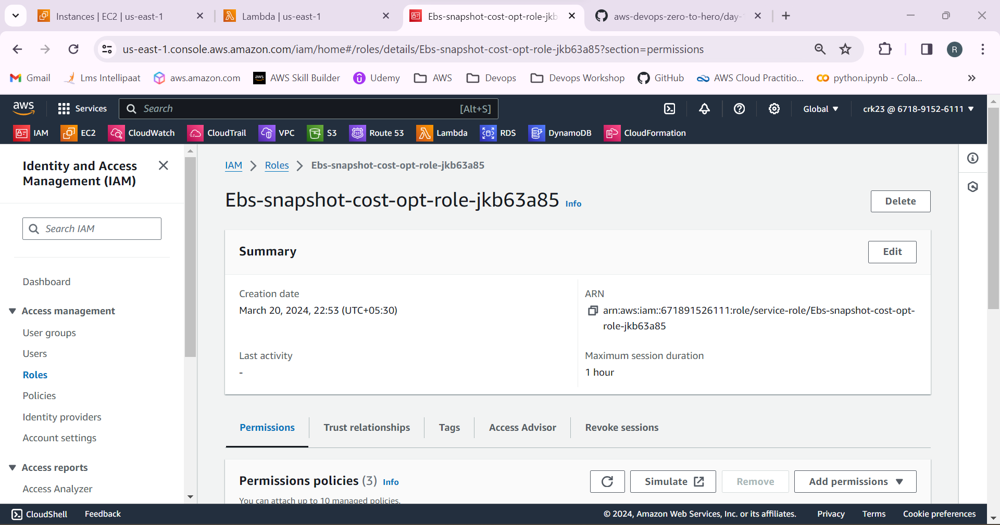 Instances | EC2 | us-east-1
Lambda | us-east-1
Ebs-snapshot-cost-opt-role-jkb
aws-devops-zero-to-hero/day-
us-east-1.console.aws.amazon.com/iam/home#/roles/details/Ebs-snapshot-cost-opt-role-jkb63a85?section=permissions
R
Gmail
Lms Intellipaat
aws.amazon.com
aws
AWS Skill Builder
Udemy
AWS
Devops
Devops Workshop
GitHub
AWS Cloud Practitio...
python.ipynb - Cola...
aws
Services
Search
[Alt+S]
Global
crk23 @ 6718-9152-6111
IAM
EC2
CloudWatch
CloudTrail
VPC
S3
53
Route 53
Lambda
RDS
DynamoDB
CloudFormation
Identity and Access
Management (IAM)
Search IAM
Dashboard
Access management
User groups
Users
Roles
Policies
Identity providers
Account settings
Access reports
Access Analyzer
IAM
Roles
Ebs-snapshot-cost-opt-role-jkb63a85
Ebs-snapshot-cost-opt-role-jkb63a85 Info
Delete
Summary
Edit
Creation date
March 20, 2024, 22:53 (UTC+05:30)
ARN
arn:aws:iam::671891526111:role/service-role/Ebs-snapshot-cost-opt-
role-jkb63a85
Last activity
-
Maximum session duration
1 hour
Permissions
Trust relationships
Tags
Access Advisor
Revoke sessions
Permissions policies (3) Info
Simulate
Remove
Add permissions
You can attach up to 10 managed policies.
CloudShell
Feedback
© 2024, Amazon Web Services, Inc. or its affiliates.
Privacy
Terms
Cookie preferences